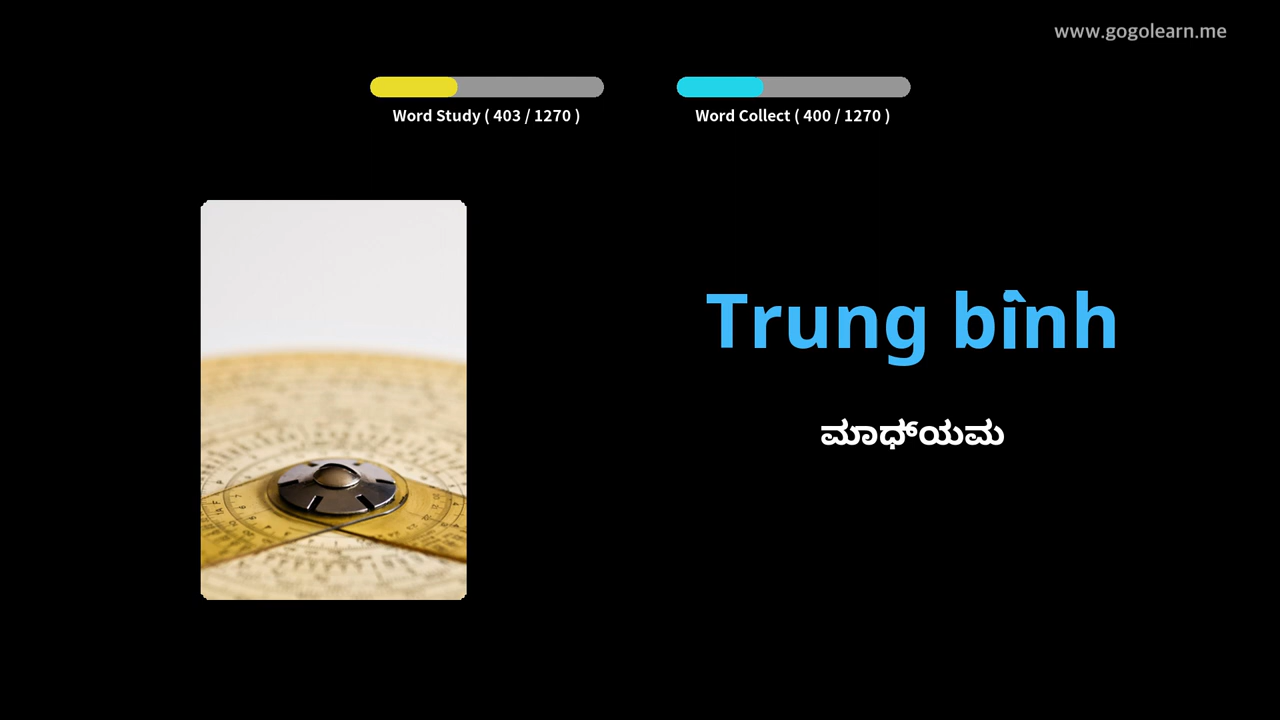 www.gogolearn.me
Word Study ( 403 / 1270 )
Word Collect ( 400 / 1270 )
Trung bình
ಮಾಧ್‌ಯಮ